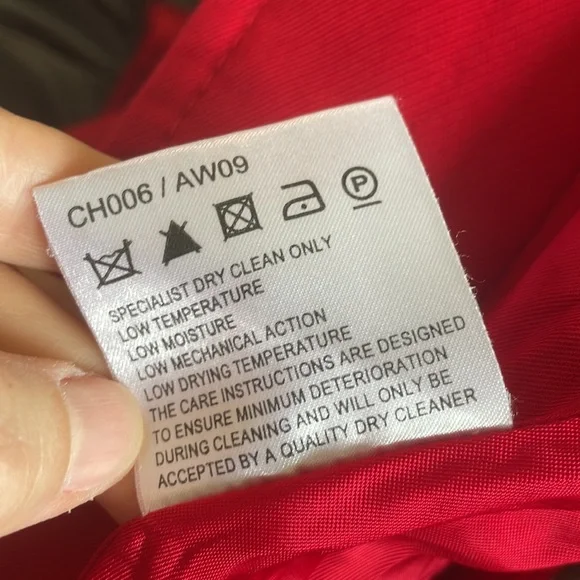 CH006 / AW09
P
SPECIALIST DRY CLEAN ONLY
LOW TEMPERATURE
LOW MOISTURE
LOW MECHANICAL ACTION
LOW DRYING TEMPERATURE
THE CARE INSTRUCTIONS ARE DESIGNED
TO ENSURE MINIMUM DETERIORATION
DURING CLEANING AND WILL ONLY BE
ACCEPTED BY A QUALITY DRY CLEANER